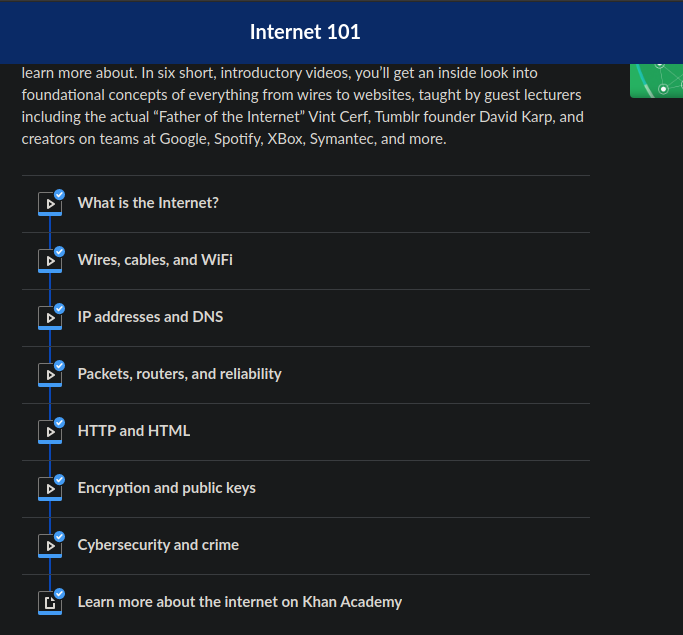 Internet 101
learn more about. In six short, introductory videos, you’ll get an inside look into
foundational concepts of everything from wires to websites, taught by guest lecturers
including the actual “Father of the Internet” Vint Cerf, Tumblr founder David Karp, and
creators on teams at Google, Spotify, XBox, Symantec, and more.
What is the Internet?
Wires, cables, and WiFi
IP addresses and DNS
Packets, routers, and reliability
HTTP and HTML
Encryption and public keys
Cybersecurity and crime
Learn more about the internet on Khan Academy